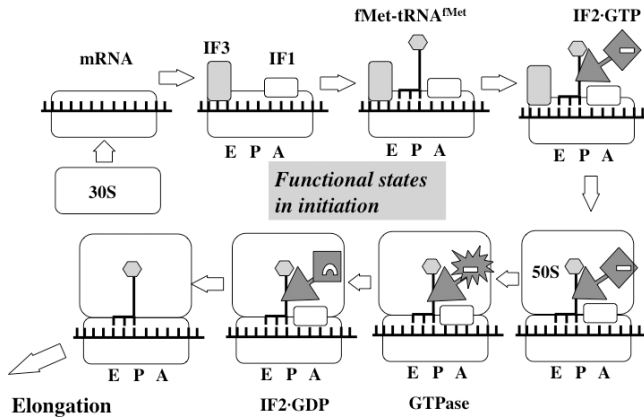 fMet-tRNAfMet
IF2·GTP
IF3
mRNA
IF1
E P A
E P A
E P A
30S
Functional states
in initiation
50S
E P A
E P A
E P A
E P A
Elongation
IF2·GDP
GTPase